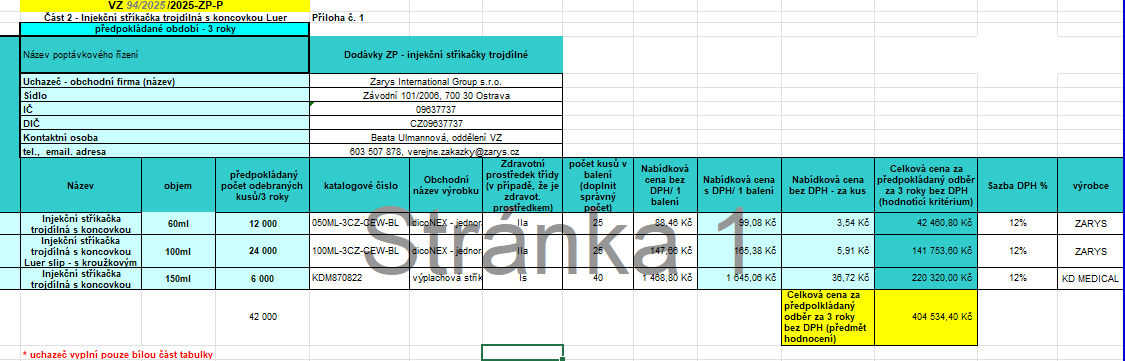 VZ 94/2025 /2025-ZP-P
Část 2 - Injekční stříkačka trojdílná s koncovkou Luer Příloha č. 1
předpokládané období - 3 roky
Název poptávkového řízení Dodávky ZP - injekční stříkačky trojdílné
Uchazeč - obchodní firma (název) Zarys International Group s.r.o.
Sídlo Závodní 101/2006, 700 30 Ostrava
IČ 09637737
DIČ CZ09637737
Kontaktní osoba Beata Ulmannová, oddělení VZ
tel., email. adresa 603 507 878, verejne.zakazky@zarys.cz
Název objem předpokládaný počet odebraných kusů/3 roky katalogové číslo Obchodní název výrobku Zdravotní prostředek třídy (v případě, že je zdravot. prostředkem) počet kusů v balení (doplnit správný počet) Nabídková cena bez DPH/ 1 balení Nabídková cena s DPH/ 1 balení Nabídková cena bez DPH - za kus Celková cena za předpokládaný odběr za 3 roky bez DPH (hodnotící kritérium) Sazba DPH % výrobce
Injekční stříkačka trojdílná s koncovkou 60ml 12 000 050ML-3CZ-CEW-BL dicoNEX - jednor IIa 25 88,46 Kč 99,08 Kč 3,54 Kč 42 460,80 Kč 12% ZARYS
Injekční stříkačka trojdílná s koncovkou Luer slip - s kroužkovým 100ml 24 000 100ML-3CZ-CEW-BL dicoNEX - jednor IIa 25 147,66 Kč 165,38 Kč 5,91 Kč 141 753,60 Kč 12% ZARYS
Injekční stříkačka trojdílná s koncovkou 150ml 6 000 KDM870822 výplachová střík Is 40 1 468,80 Kč 1 645,06 Kč 36,72 Kč 220 320,00 Kč 12% KD MEDICAL
42 000 Celková cena za předpolkládaný odběr za 3 roky bez DPH (předmět hodnocení) 404 534,40 Kč
* uchazeč vyplní pouze bílou část tabulky
Stránka 1